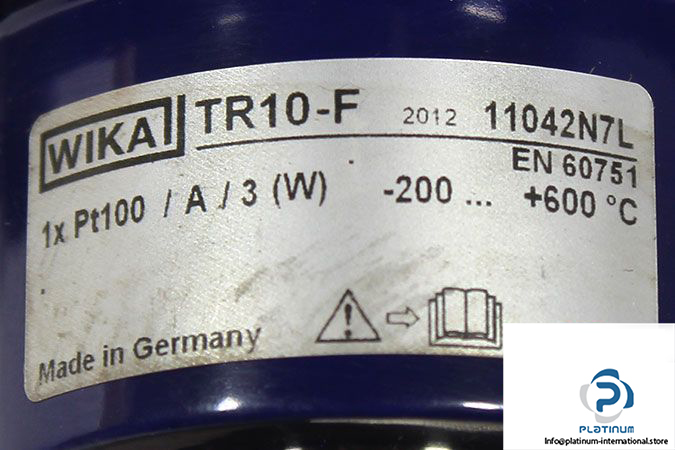 WIKA TR10-F 2012 11042N7L
EN 60751
1x Pt100 / A / 3 (W) -200 ... +600 °C
Made in Germany
PLATINUM
Info@platinum-international.store